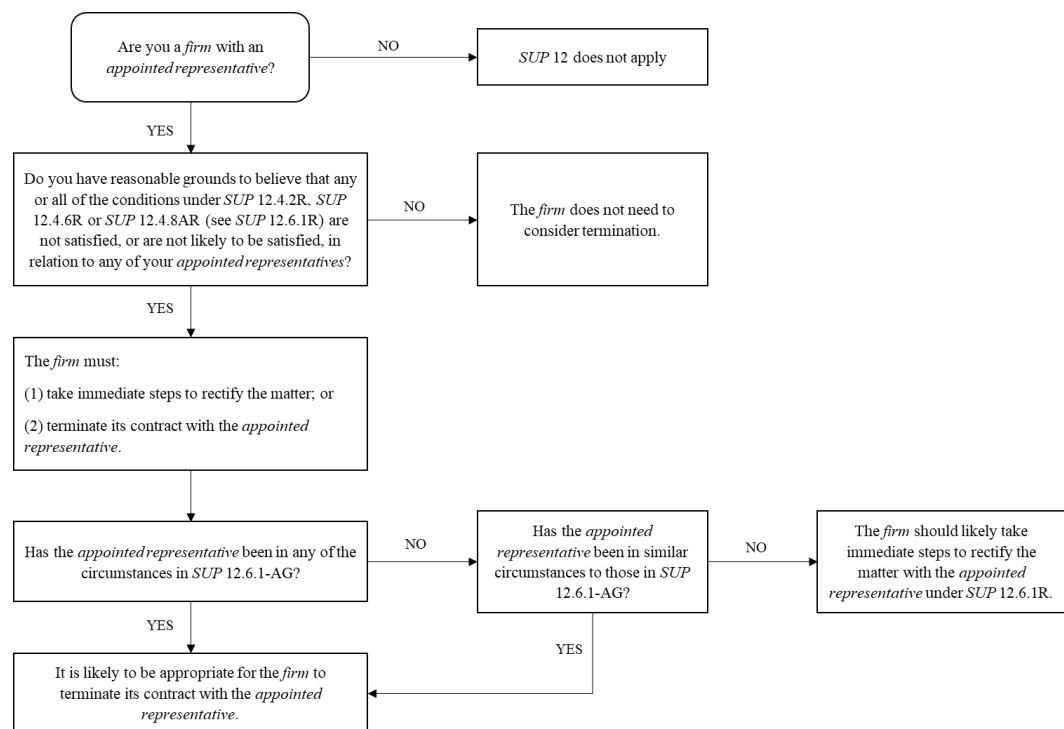 Are you a firm with an
appointed representative?
NO
SUP 12 does not apply
YES
Do you have reasonable grounds to believe that any
or all of the conditions under SUP 12.4.2R, SUP
12.4.6R or SUP 12.4.8AR (see SUP 12.6.1R) are
not satisfied, or are not likely to be satisfied, in
relation to any of your appointed representatives?
NO
The firm does not need to
consider termination.
YES
The firm must:
(1) take immediate steps to rectify the matter; or
(2) terminate its contract with the appointed
representative.
Has the appointed representative been in any of the
circumstances in SUP 12.6.1-AG?
NO
Has the appointed
representative been in similar
circumstances to those in SUP
12.6.1-AG?
NO
The firm should likely take
immediate steps to rectify the
matter with the appointed
representative under SUP 12.6.1R.
YES
YES
It is likely to be appropriate for the firm to
terminate its contract with the appointed
representative.